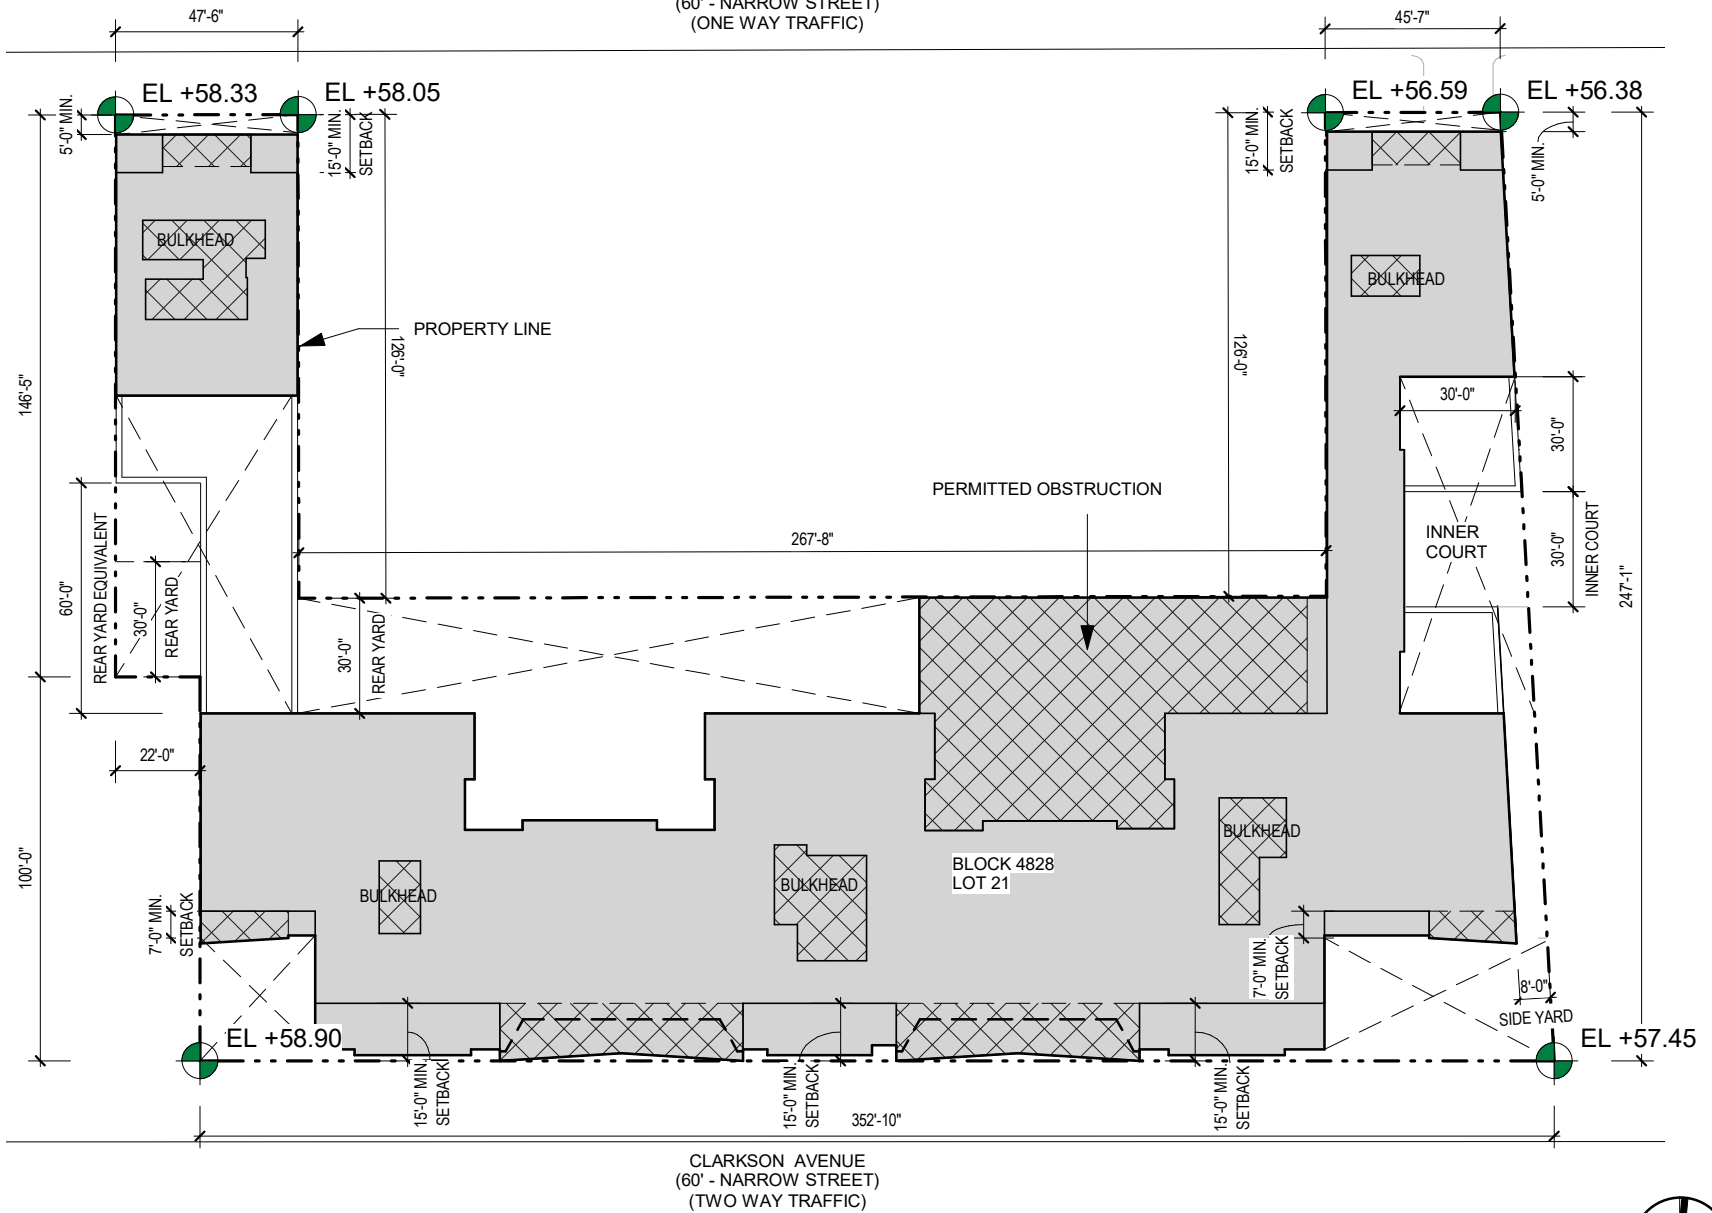 (60' - NARROW STREET)
(ONE WAY TRAFFIC)
47'-6"
45'-7"
EL +58.33
EL +58.05
EL +56.59
EL +56.38
5'-0" MIN.
15'-0" MIN.
SETBACK
15'-0" MIN.
SETBACK
5'-0" MIN.
BULKHEAD
BULKHEAD
PROPERTY LINE
126'-0"
126'-0"
146'-5"
30'-0"
30'-0"
PERMITTED OBSTRUCTION
267'-8"
INNER
COURT
30'-0"
INNER COURT
247'-1"
60'-0"
REAR YARD EQUIVALENT
30'-0"
REAR YARD
30'-0"
REAR YARD
22'-0"
100'-0"
BULKHEAD
BULKHEAD
BULKHEAD
BLOCK 4828
LOT 21
7'-0" MIN.
SETBACK
7'-0" MIN.
SETBACK
8'-0"
SIDE YARD
EL +58.90
EL +57.45
15'-0" MIN.
SETBACK
15'-0" MIN.
SETBACK
15'-0" MIN.
SETBACK
352'-10"
CLARKSON AVENUE
(60' - NARROW STREET)
(TWO WAY TRAFFIC)